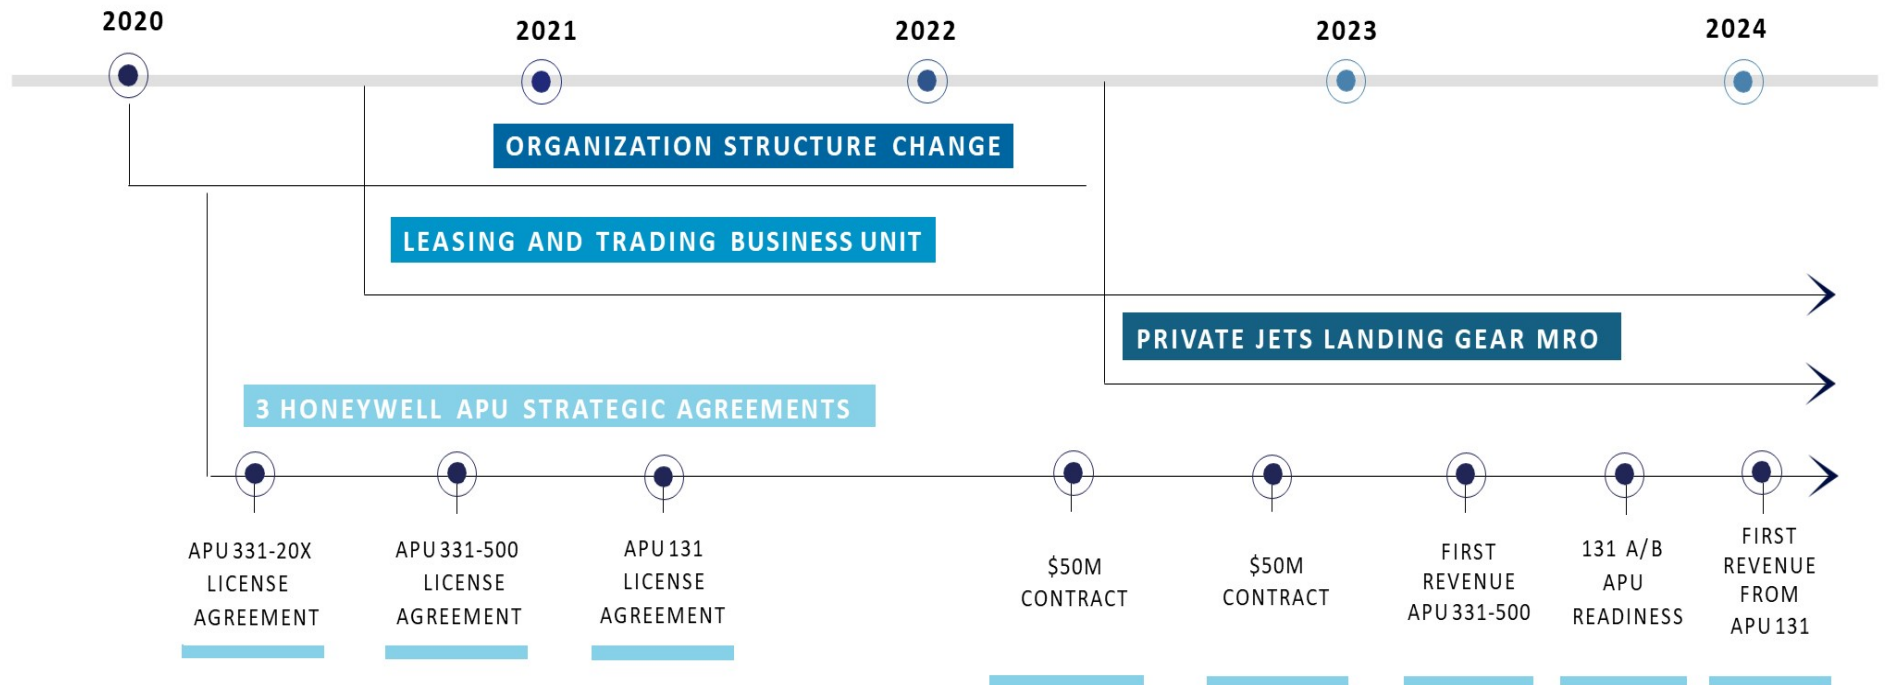 2020
2021
2022
2023
2024
ORGANIZATION STRUCTURE CHANGE
LEASING AND TRADING BUSINESS UNIT
PRIVATE JETS LANDING GEAR MRO
3 HONEYWELL APU STRATEGIC AGREEMENTS
APU 331-20X
LICENSE
AGREEMENT
APU 331-500
LICENSE
AGREEMENT
APU 131
LICENSE
AGREEMENT
$50M
CONTRACT
$50M
CONTRACT
FIRST
REVENUE
APU 331-500
131 A/B
APU
READINESS
FIRST
REVENUE
FROM
APU 131